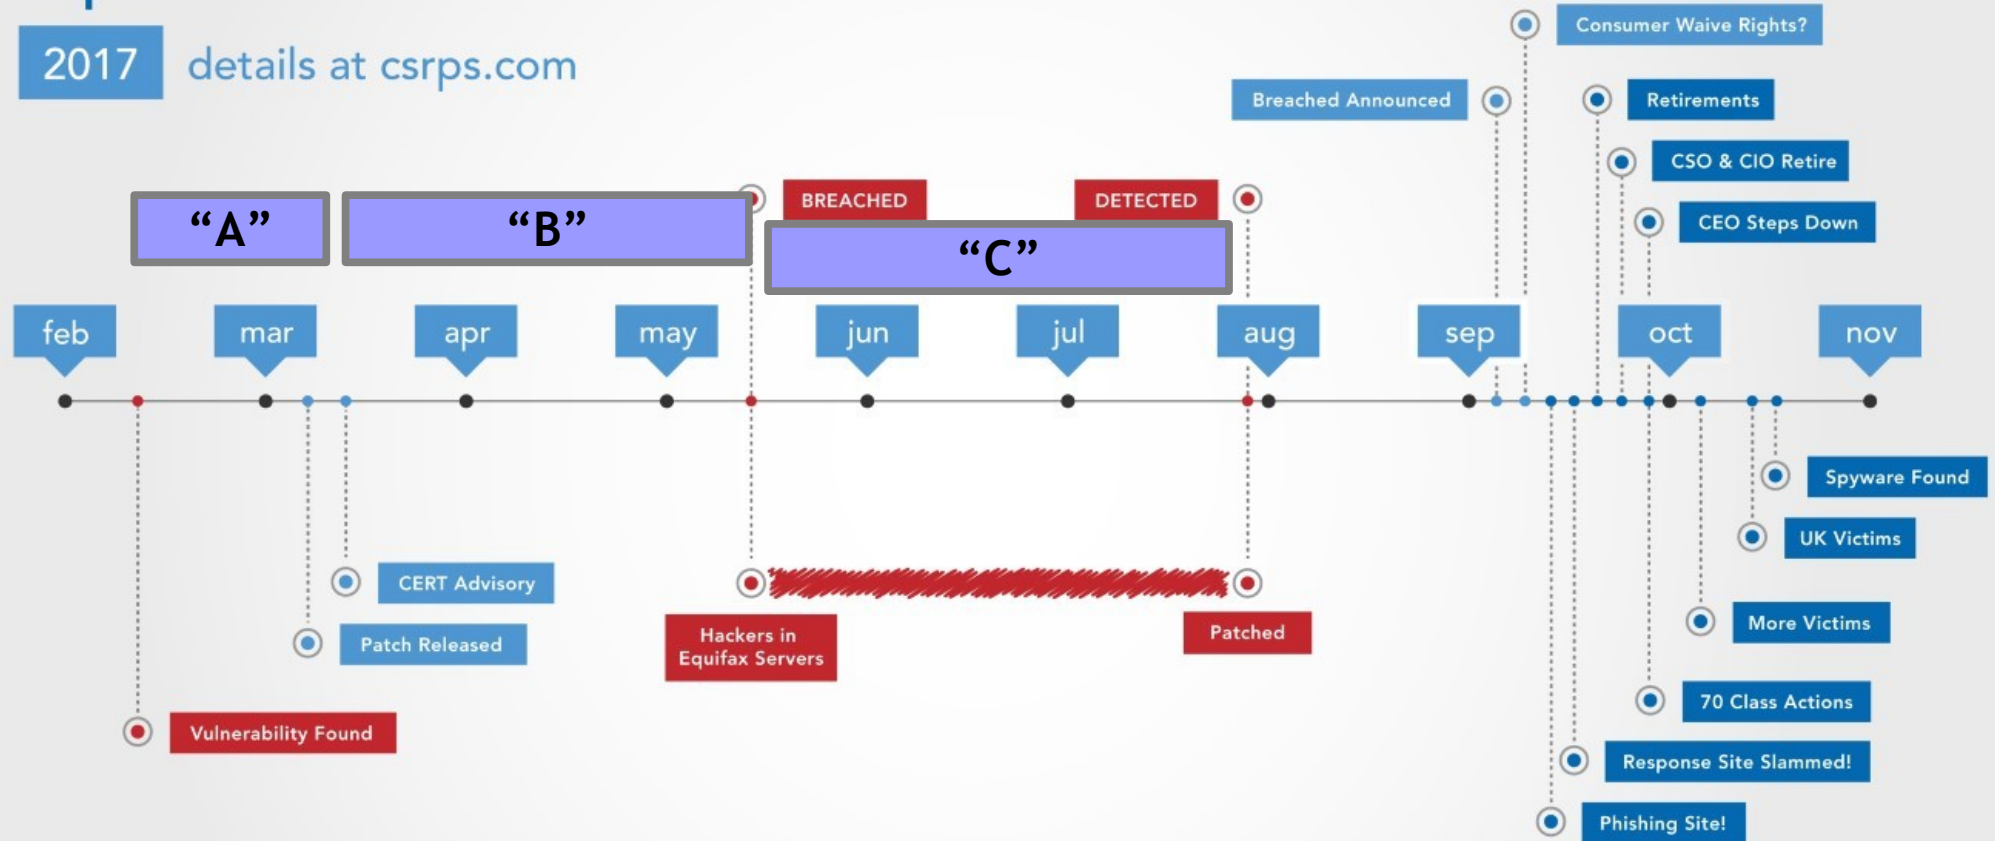 2017
details at csrps.com
Consumer Waive Rights?
Breached Announced
Retirements
CSO & CIO Retire
CEO Steps Down
BREACHED
DETECTED
“A”
“B”
“C”
feb
mar
apr
may
jun
jul
aug
sep
oct
nov
CERT Advisory
Patch Released
Vulnerability Found
Hackers in
Equifax Servers
Patched
Spyware Found
UK Victims
More Victims
70 Class Actions
Response Site Slammed!
Phishing Site!